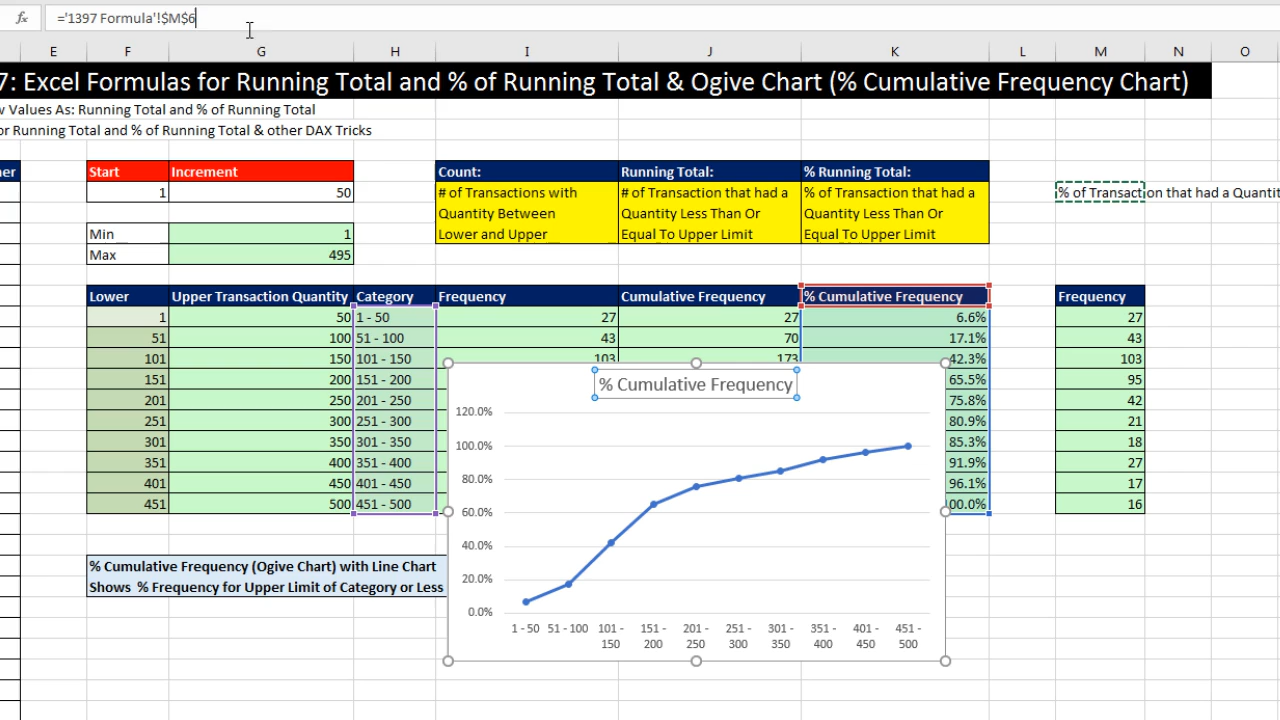 fx ='1397 Formula'!$M$6
E F G H I J K L M N O
7: Excel Formulas for Running Total and % of Running Total & Ogive Chart (% Cumulative Frequency Chart)
w Values As: Running Total and % of Running Total
or Running Total and % of Running Total & other DAX Tricks
ner Start Increment Count: Running Total: % Running Total:
1 50 # of Transactions with # of Transaction that had a % of Transaction that had a % of Transaction that had a Quantit
Quantity Between Quantity Less Than Or Quantity Less Than Or
Min 1 Lower and Upper Equal To Upper Limit Equal To Upper Limit
Max 495
Lower Upper Transaction Quantity Category Frequency Cumulative Frequency % Cumulative Frequency Frequency
1 50 1 - 50 27 27 6.6% 27
51 100 51 - 100 43 70 17.1% 43
101 150 101 - 150 103 173 42.3% 103
151 200 151 - 200 65.5% 95
201 250 201 - 250 75.8% 42
251 300 251 - 300 80.9% 21
301 350 301 - 350 85.3% 18
351 400 351 - 400 91.9% 27
401 450 401 - 450 96.1% 17
451 500 451 - 500 00.0% 16
% Cumulative Frequency (Ogive Chart) with Line Chart
Shows % Frequency for Upper Limit of Category or Less
% Cumulative Frequency
120.0%
100.0%
80.0%
60.0%
40.0%
20.0%
0.0%
1 - 50 51 - 100 101 - 151 - 201 - 251 - 301 - 351 - 401 - 451 -
150 200 250 300 350 400 450 500